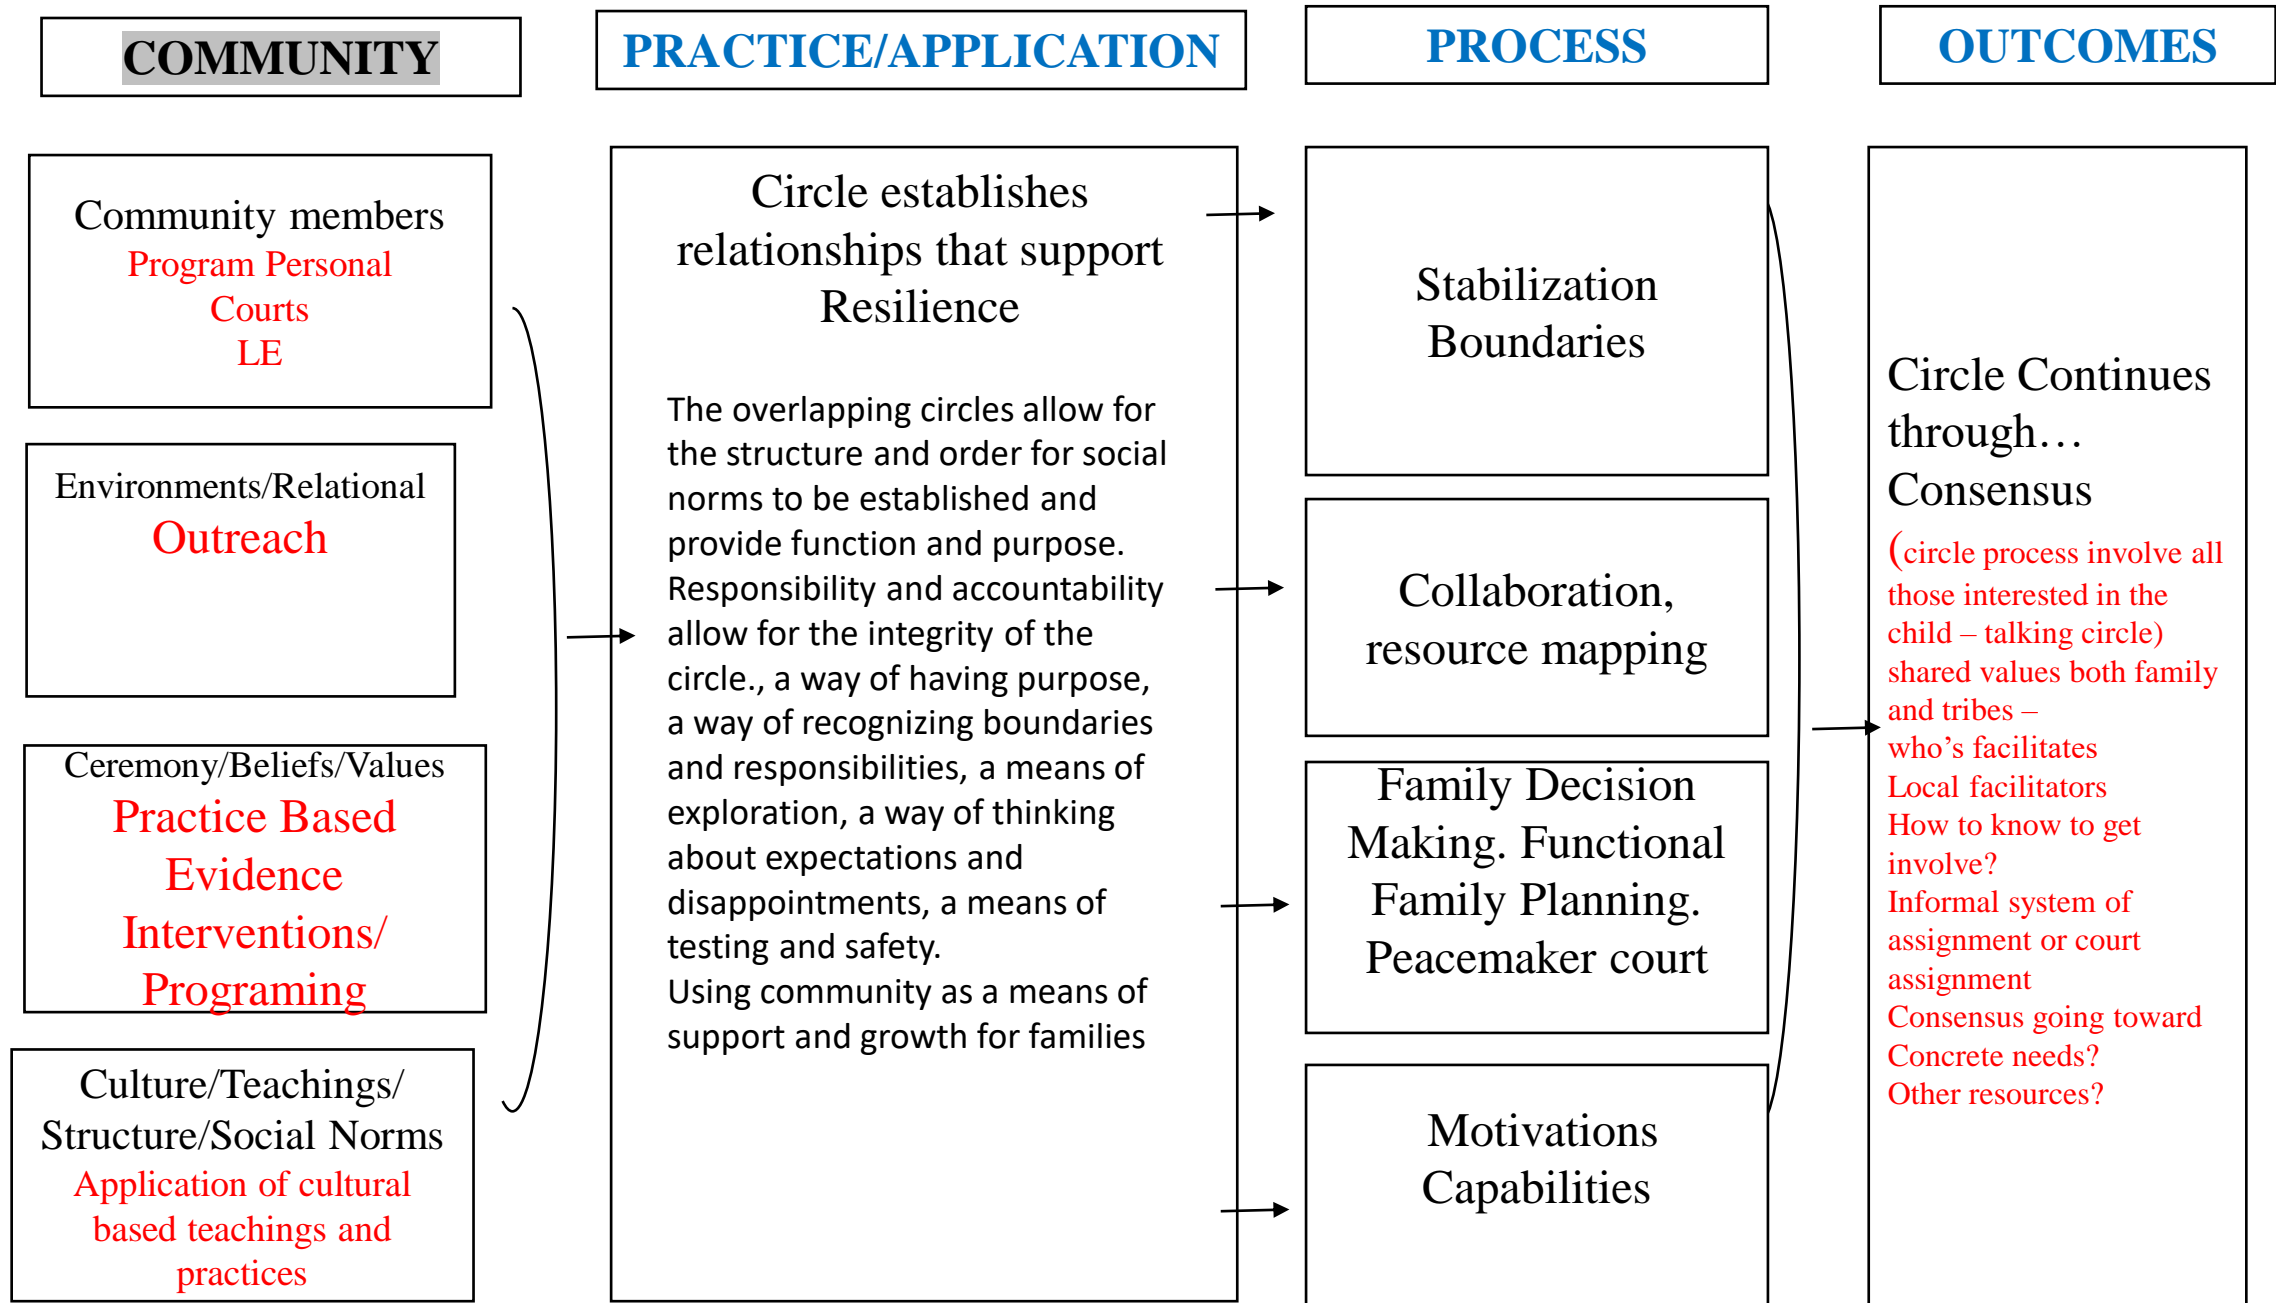 COMMUNITY
PRACTICE/APPLICATION
PROCESS
OUTCOMES
Community members
Program Personal
Courts
LE
Environments/Relational
Outreach
Ceremony/Beliefs/Values
Practice Based
Evidence
Interventions/
Programing
Culture/Teachings/
Structure/Social Norms
Application of cultural
based teachings and
practices
Circle establishes
relationships that support
Resilience
The overlapping circles allow for
the structure and order for social
norms to be established and
provide function and purpose.
Responsibility and accountability
allow for the integrity of the
circle., a way of having purpose,
a way of recognizing boundaries
and responsibilities, a means of
exploration, a way of thinking
about expectations and
disappointments, a means of
testing and safety.
Using community as a means of
support and growth for families
Stabilization
Boundaries
Collaboration,
resource mapping
Family Decision
Making. Functional
Family Planning.
Peacemaker court
Motivations
Capabilities
Circle Continues
through…
Consensus
(circle process involve all
those interested in the
child – talking circle)
shared values both family
and tribes –
who’s facilitates
Local facilitators
How to know to get
involve?
Informal system of
assignment or court
assignment
Consensus going toward
Concrete needs?
Other resources?